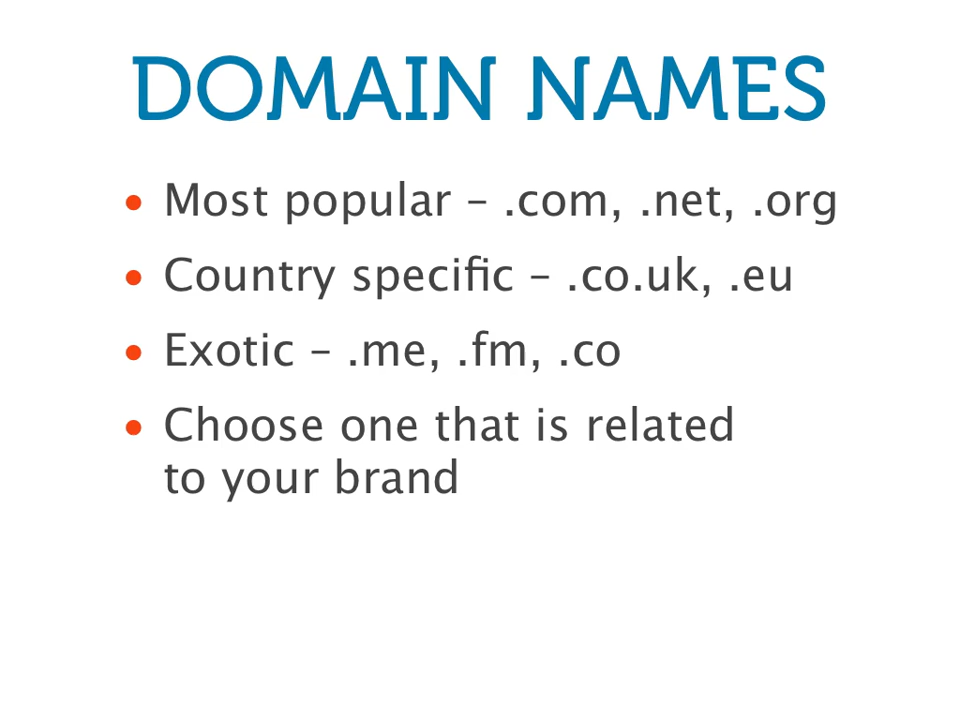 DOMAIN NAMES
• Most popular – .com, .net, .org
• Country specific – .co.uk, .eu
• Exotic – .me, .fm, .co
• Choose one that is related
to your brand